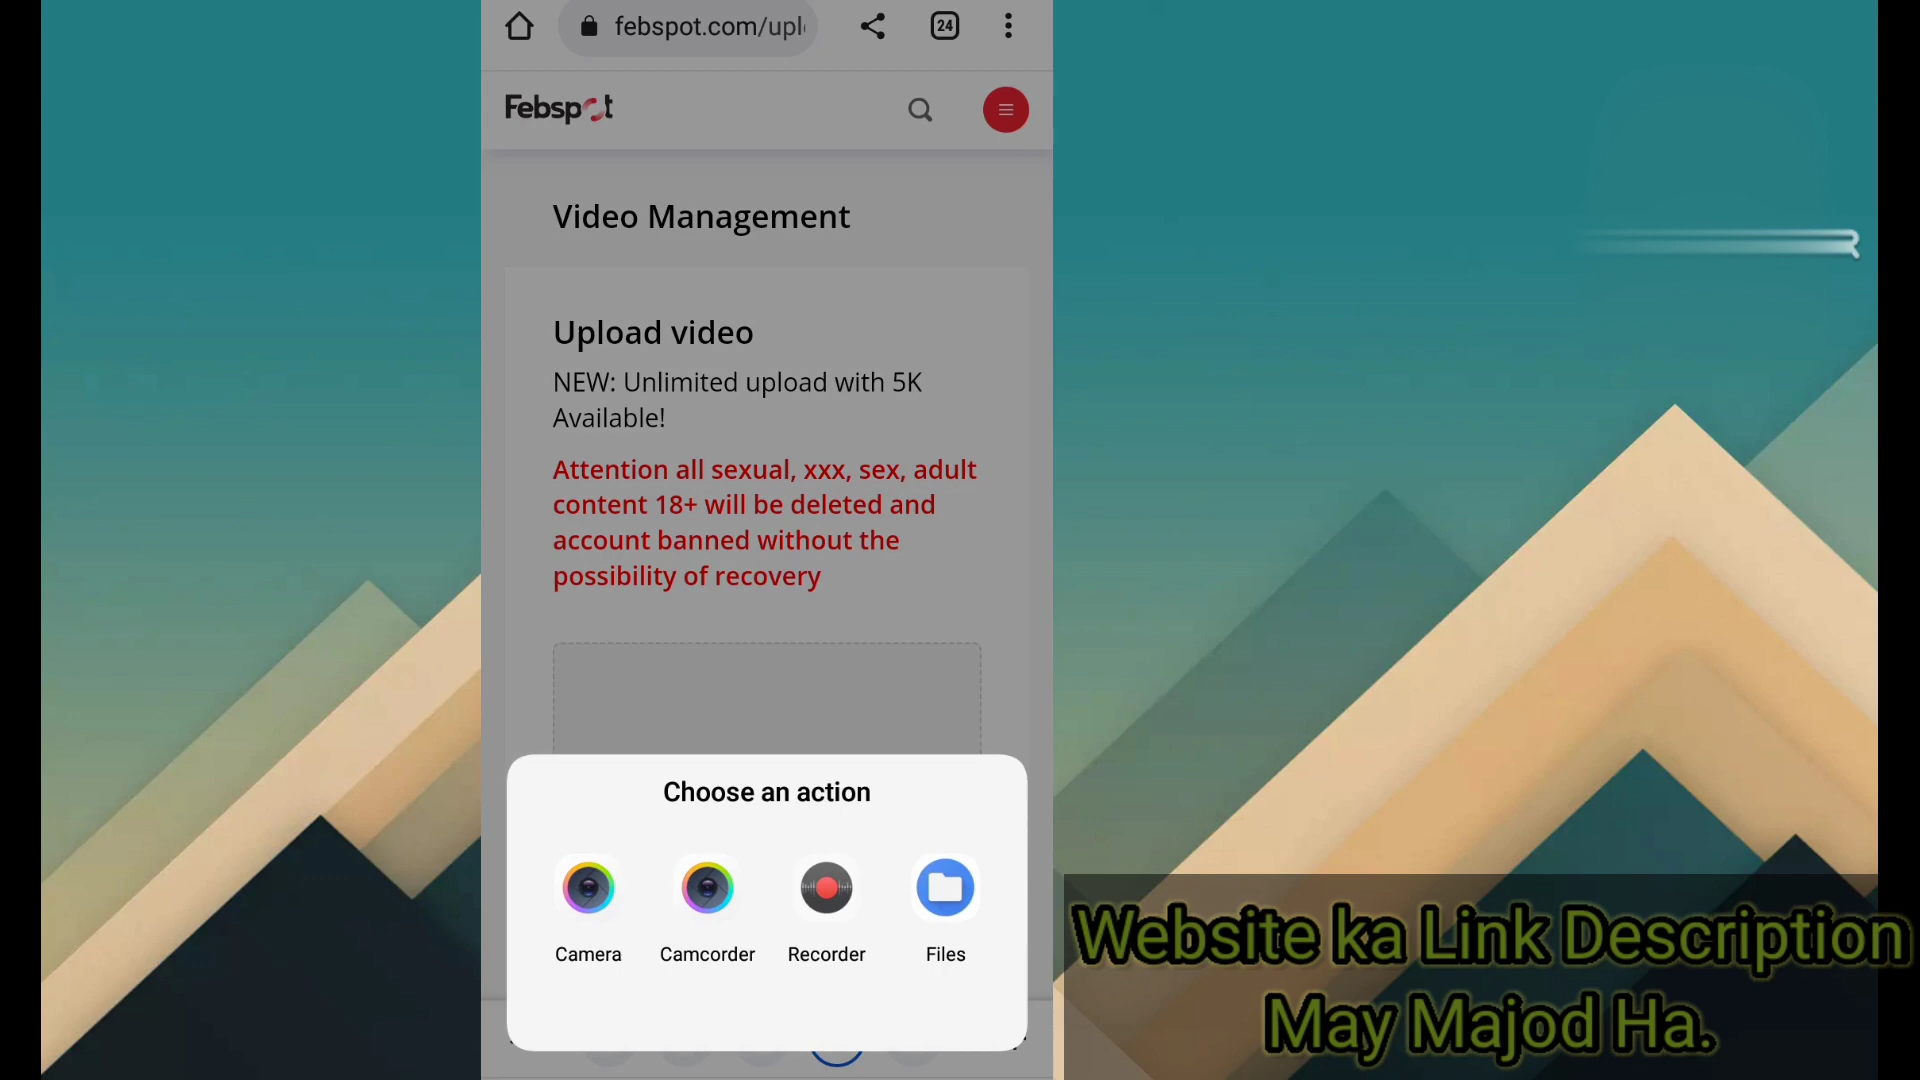 febspot.com/upl
24
Febspot
Video Management
Upload video
NEW: Unlimited upload with 5K
Available!
Attention all sexual, xxx, sex, adult
content 18+ will be deleted and
account banned without the
possibility of recovery
Choose an action
Camera Camcorder Recorder Files
Website ka Link Description
May Majod Ha.